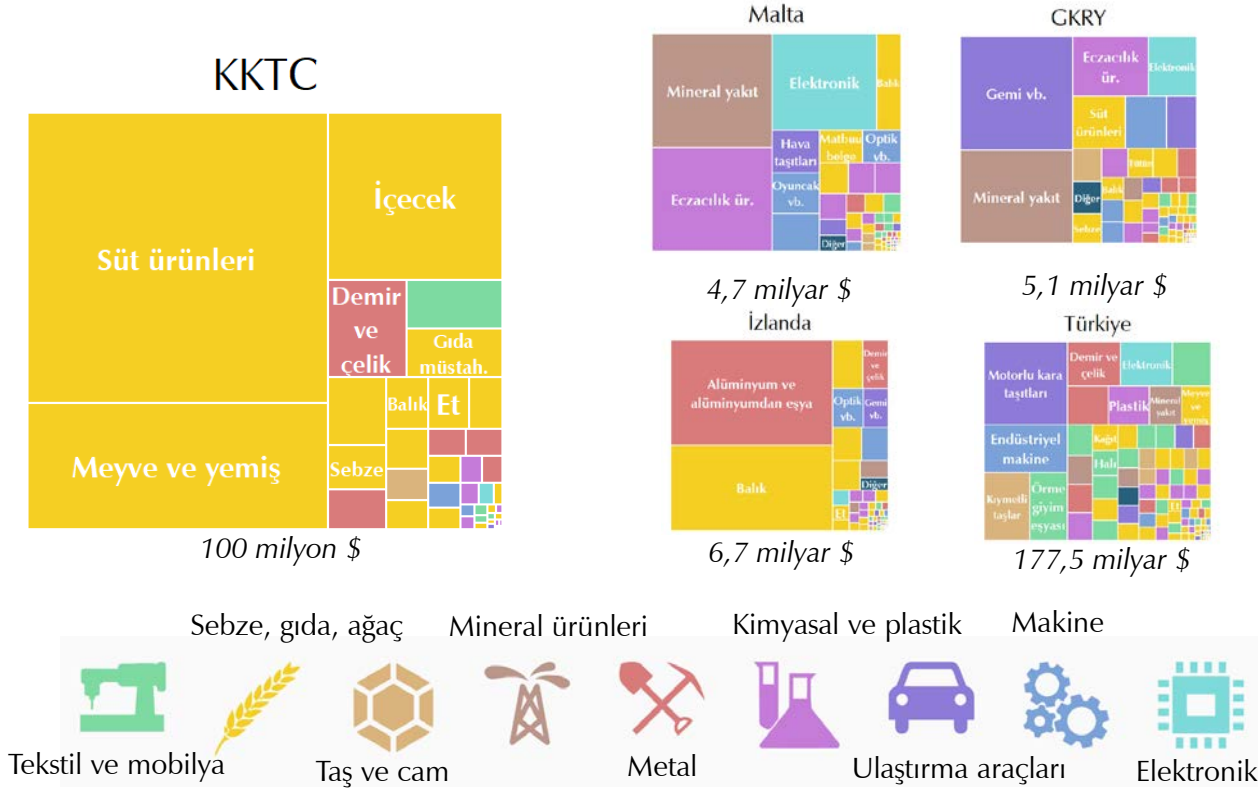 KKTC
Süt ürünleri
İçecek
Demir
ve
çelik
Gıda
müstah.
Meyve ve yemiş
Balık
Et
Sebze
100 milyon $
Malta
Mineral yakıt
Elektronik
Balık
Eczacılık ür.
Hava
taşıtları
Matbuu
belge
Optik
vb.
Oyuncak
vb.
Diğer
4,7 milyar $
GKRY
Gemi vb.
Eczacılık
ür.
Elektronik
Süt
ürünleri
Mineral yakıt
Tütün
Diğer
Balık
Sebze
5,1 milyar $
İzlanda
Alüminyum ve
alüminyumdan eşya
Demir
ve
çelik
Optik
vb.
Gemi
vb.
Balık
Diğer
Et
6,7 milyar $
Türkiye
Motorlu kara
taşıtları
Demir ve
çelik
Elektronik
Plastik
Mineral
yakıt
Meyve
ve
yemiş
Endüstriyel
makine
Kağıt
Halı
Kıymetli
taşlar
Örme
giyim
eşyası
Et
177,5 milyar $
Sebze, gıda, ağaç
Mineral ürünleri
Kimyasal ve plastik
Makine
Tekstil ve mobilya
Taş ve cam
Metal
Ulaştırma araçları
Elektronik